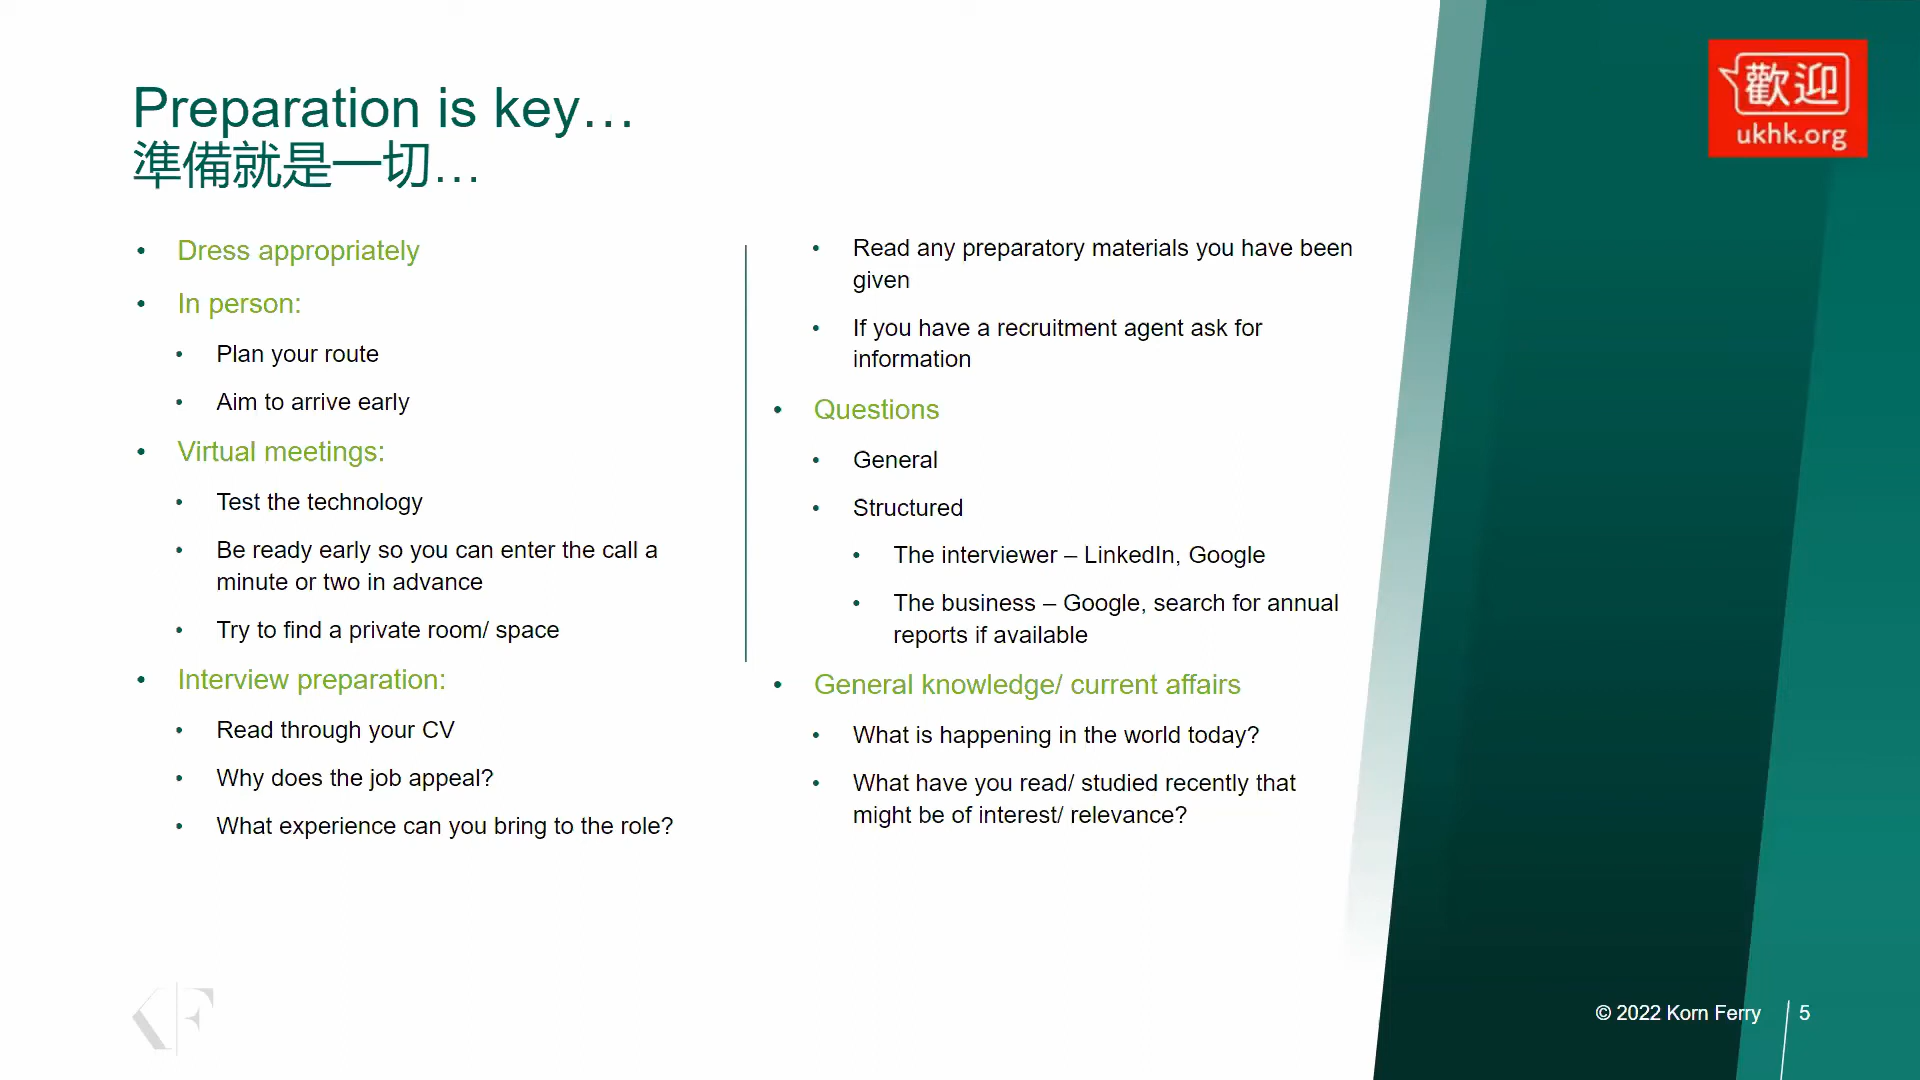 Preparation is key…
準備就是一切…
• Dress appropriately
• In person:
• Plan your route
• Aim to arrive early
• Virtual meetings:
• Test the technology
• Be ready early so you can enter the call a
minute or two in advance
• Try to find a private room/ space
• Interview preparation:
• Read through your CV
• Why does the job appeal?
• What experience can you bring to the role?
• Read any preparatory materials you have been
given
• If you have a recruitment agent ask for
information
• Questions
• General
• Structured
• The interviewer – LinkedIn, Google
• The business – Google, search for annual
reports if available
• General knowledge/ current affairs
• What is happening in the world today?
• What have you read/ studied recently that
might be of interest/ relevance?
歡迎
ukhk.org
KF
© 2022 Korn Ferry
5